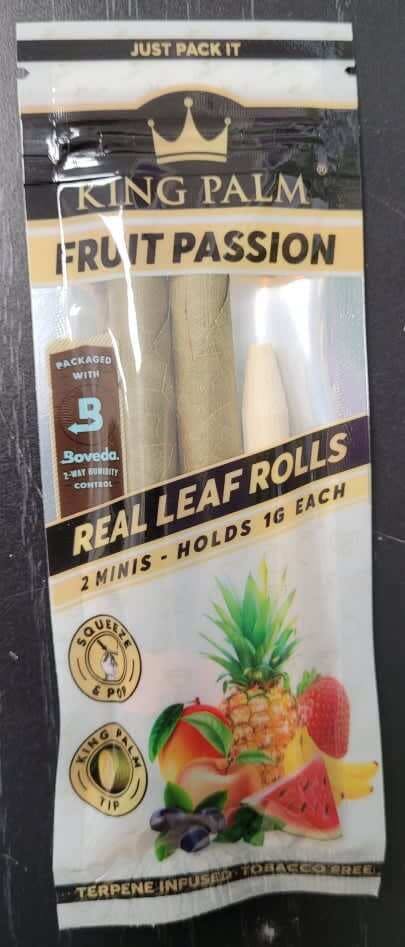 JUST PACK IT
KING PALM®
FRUIT PASSION
PACKAGED
WITH
B
Boveda.
2-WAY HUMIDITY
CONTROL
REAL LEAF ROLLS
2 MINIS - HOLDS 1G EACH
SQUEEZE
& POP
KING PALM
TIP
TERPENE INFUSED · TOBACCO FREE